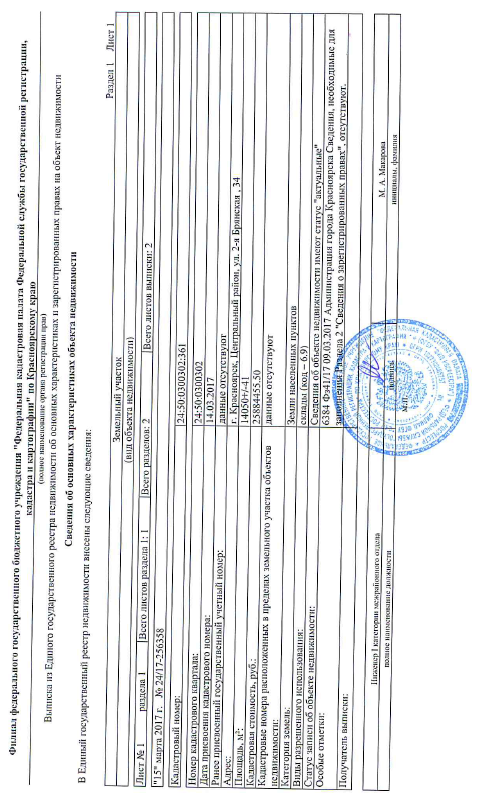 Филиал федерального государственного бюджетного учреждения "Федеральная кадастровая палата Федеральной службы государственной регистрации,
кадастра и картографии" по Красноярскому краю
(полное наименование органа регистрации прав)
Выписка из Единого государственного реестра недвижимости об основных характеристиках и зарегистрированных правах на объект недвижимости
Сведения об основных характеристиках объекта недвижимости
В Единый государственный реестр недвижимости внесены следующие сведения:
Раздел 1 Лист 1
Земельный участок
(вид объекта недвижимости)
Лист № 1 раздела 1 Всего листов раздела 1: 1 Всего разделов: 2 Всего листов выписки: 2
"15" марта 2017 г. № 24/17-256358
Кадастровый номер: 24:50:0300302:361
Номер кадастрового квартала: 24:50:0300302
Дата присвоения кадастрового номера: 14.03.2017
Ранее присвоенный государственный учетный номер: данные отсутствуют
Адрес: г. Красноярск, Центральный район, ул. 2-я Брянская , 34
Площадь, м²: 14050+/-41
Кадастровая стоимость, руб.: 25884455.50
Кадастровые номера расположенных в пределах земельного участка объектов
недвижимости: данные отсутствуют
Категория земель: Земли населенных пунктов
Виды разрешенного использования: склады (код – 6.9)
Статус записи об объекте недвижимости: Сведения об объекте недвижимости имеют статус "актуальные"
Особые отметки: 6384 Фэ41/17 09.03.2017 Администрация города Красноярска Сведения, необходимые для
заполнения Раздела 2 "Сведения о зарегистрированных правах", отсутствуют.
Получатель выписки:
Инженер I категории межрайонного отдела М. А. Макарова
полное наименование должности подпись инициалы, фамилия
М.П.